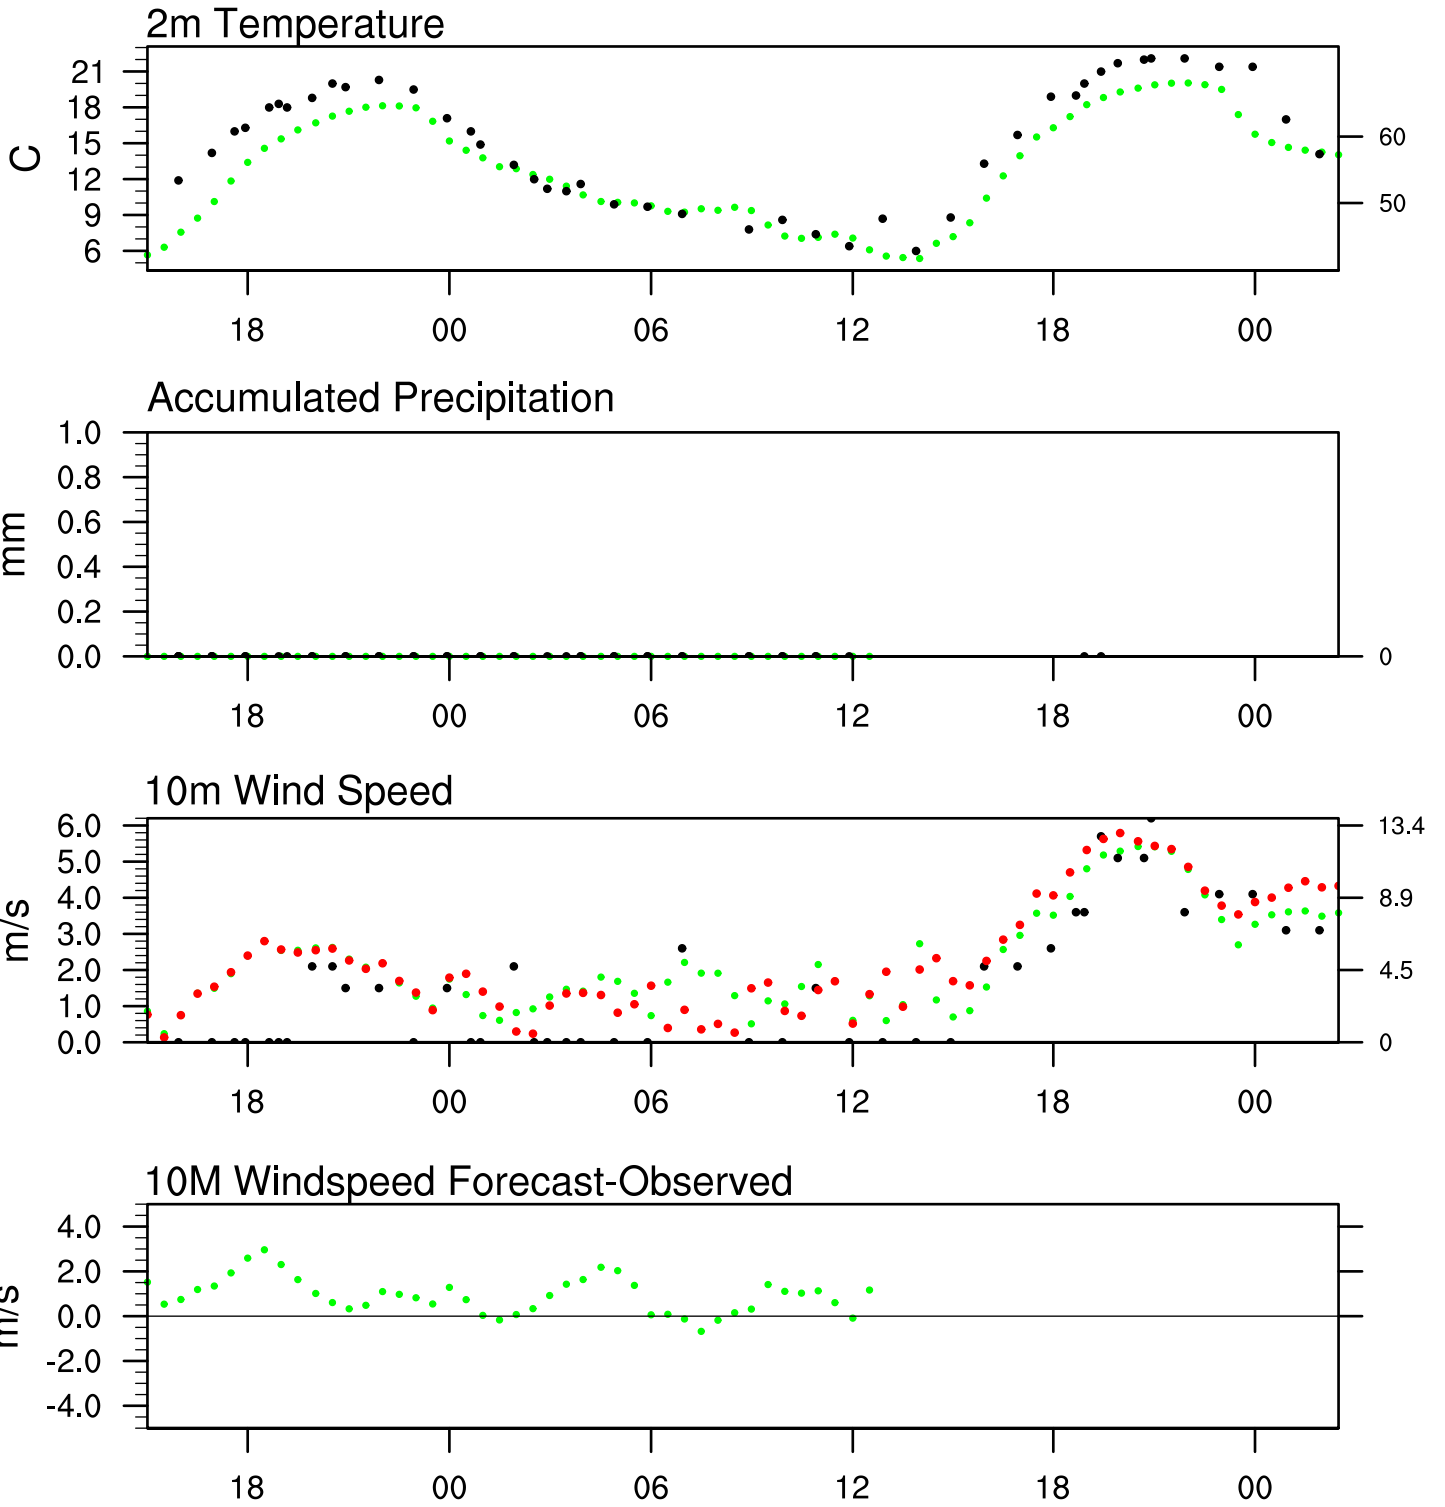 2m Temperature
C
21
18
15
12
9
6
60
50
18 00 06 12 18 00
Accumulated Precipitation
mm
1.0
0.8
0.6
0.4
0.2
0.0
0
18 00 06 12 18 00
10m Wind Speed
m/s
6.0
5.0
4.0
3.0
2.0
1.0
0.0
13.4
8.9
4.5
0
18 00 06 12 18 00
10M Windspeed Forecast-Observed
m/s
4.0
2.0
0.0
-2.0
-4.0
18 00 06 12 18 00